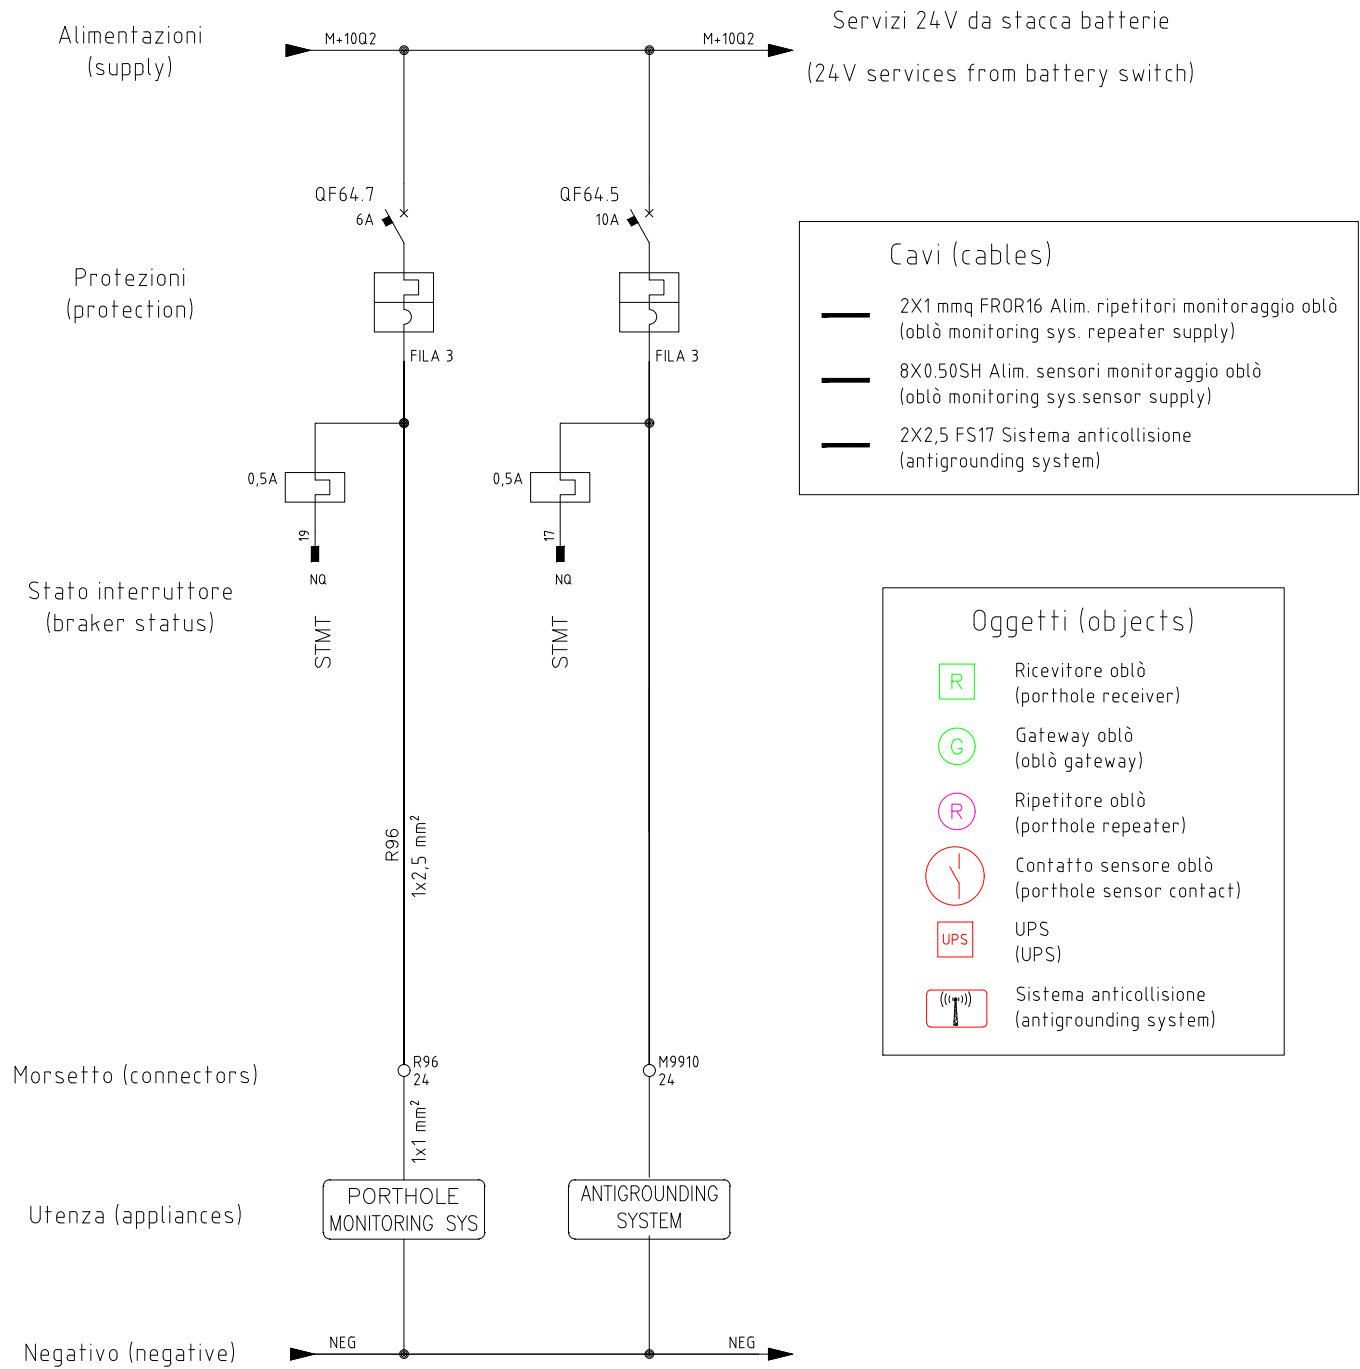 Alimentazioni
(supply)
M+10Q2
M+10Q2
Servizi 24V da stacca batterie
(24V services from battery switch)
QF64.7
6A
QF64.5
10A
Protezioni
(protection)
FILA 3
FILA 3
Cavi (cables)
2X1 mmq FROR16 Alim. ripetitori monitoraggio oblò
(oblò monitoring sys. repeater supply)
8X0.50SH Alim. sensori monitoraggio oblò
(oblò monitoring sys.sensor supply)
2X2,5 FS17 Sistema anticollisione
(antigrounding system)
0,5A
0,5A
19
17
NQ
NQ
Stato interruttore
(braker status)
STMT
STMT
Oggetti (objects)
R
Ricevitore oblò
(porthole receiver)
G
Gateway oblò
(oblò gateway)
R
Ripetitore oblò
(porthole repeater)
Contatto sensore oblò
(porthole sensor contact)
UPS
UPS
(UPS)
Sistema anticollisione
(antigrounding system)
R96
1x2,5 mm²
Morsetto (connectors)
R96
24
M9910
24
1x1 mm²
Utenza (appliances)
PORTHOLE
MONITORING SYS
ANTIGROUNDING
SYSTEM
Negativo (negative)
NEG
NEG